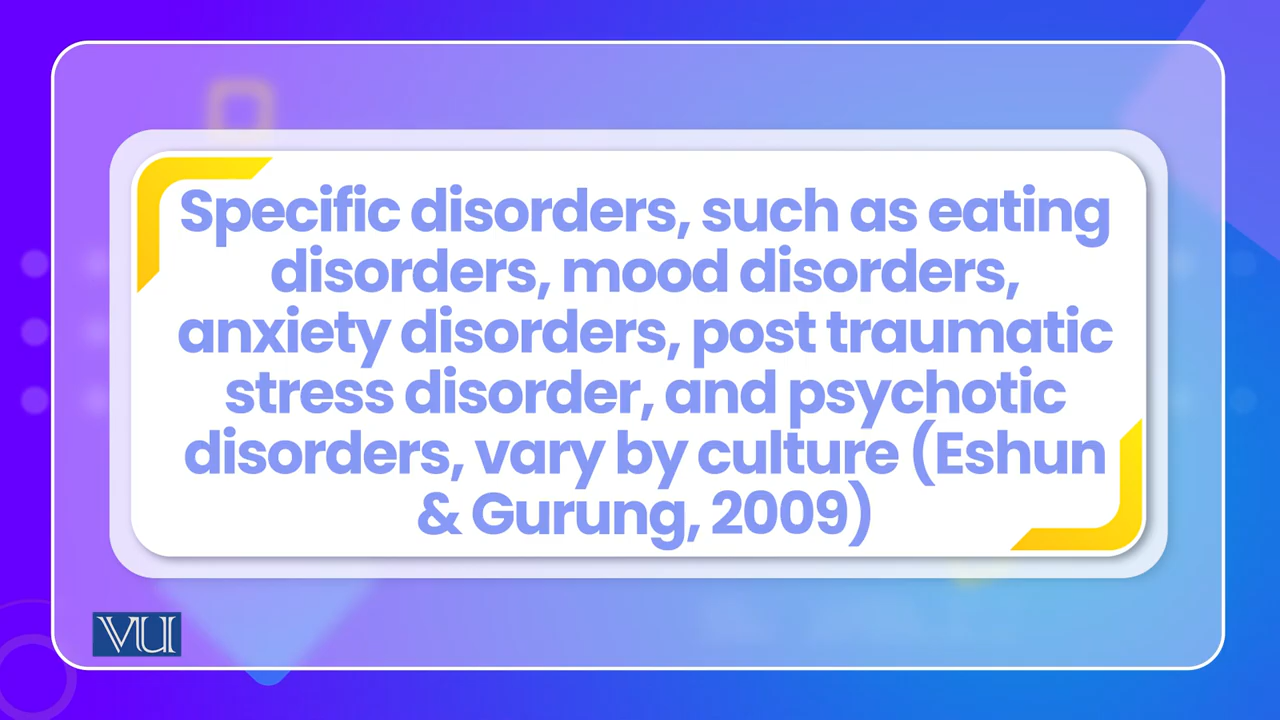 Specific disorders, such as eating
disorders, mood disorders,
anxiety disorders, post traumatic
stress disorder, and psychotic
disorders, vary by culture (Eshun
& Gurung, 2009)
VU